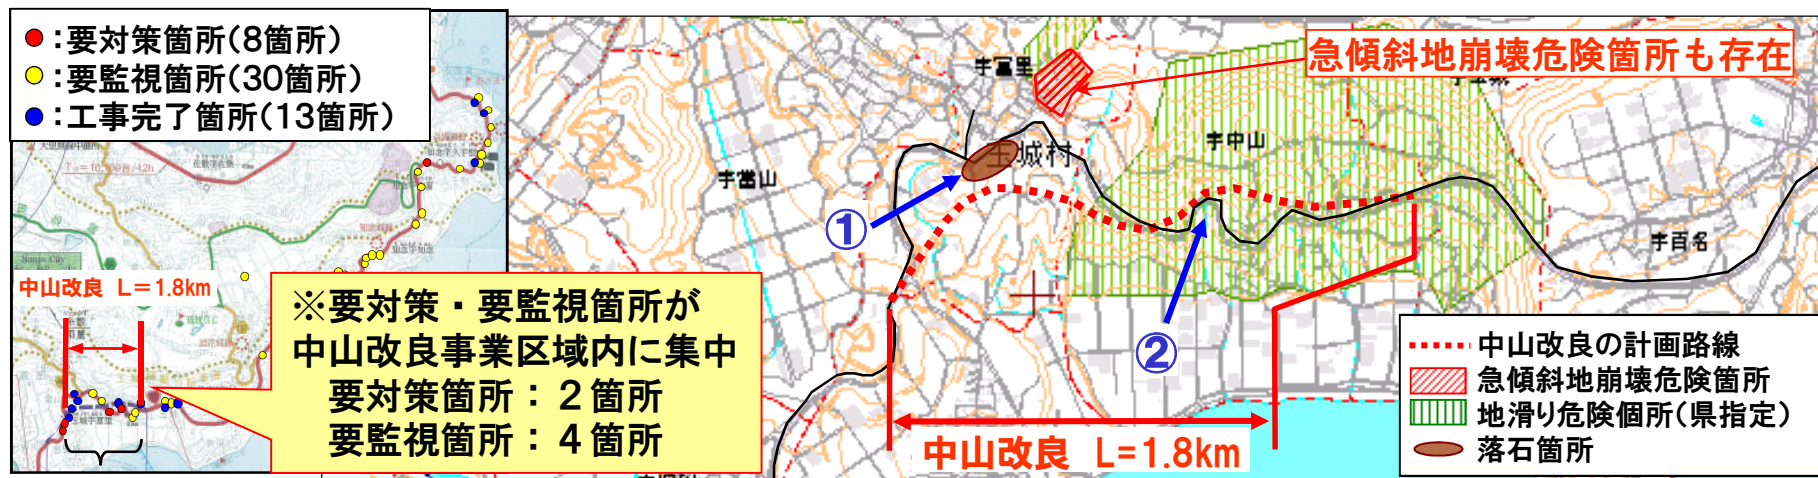 ●：要対策箇所（8箇所）
●：要監視箇所（30箇所）
●：工事完了箇所（13箇所）
中山改良 L＝1.8km
※要対策・要監視箇所が
中山改良事業区域内に集中
要対策箇所：２箇所
要監視箇所：４箇所
急傾斜地崩壊危険箇所も存在
字富里
玉城村
字中山
字當山
字百名
①
②
中山改良 L=1.8km
中山改良の計画路線
急傾斜地崩壊危険箇所
地滑り危険個所（県指定）
落石箇所